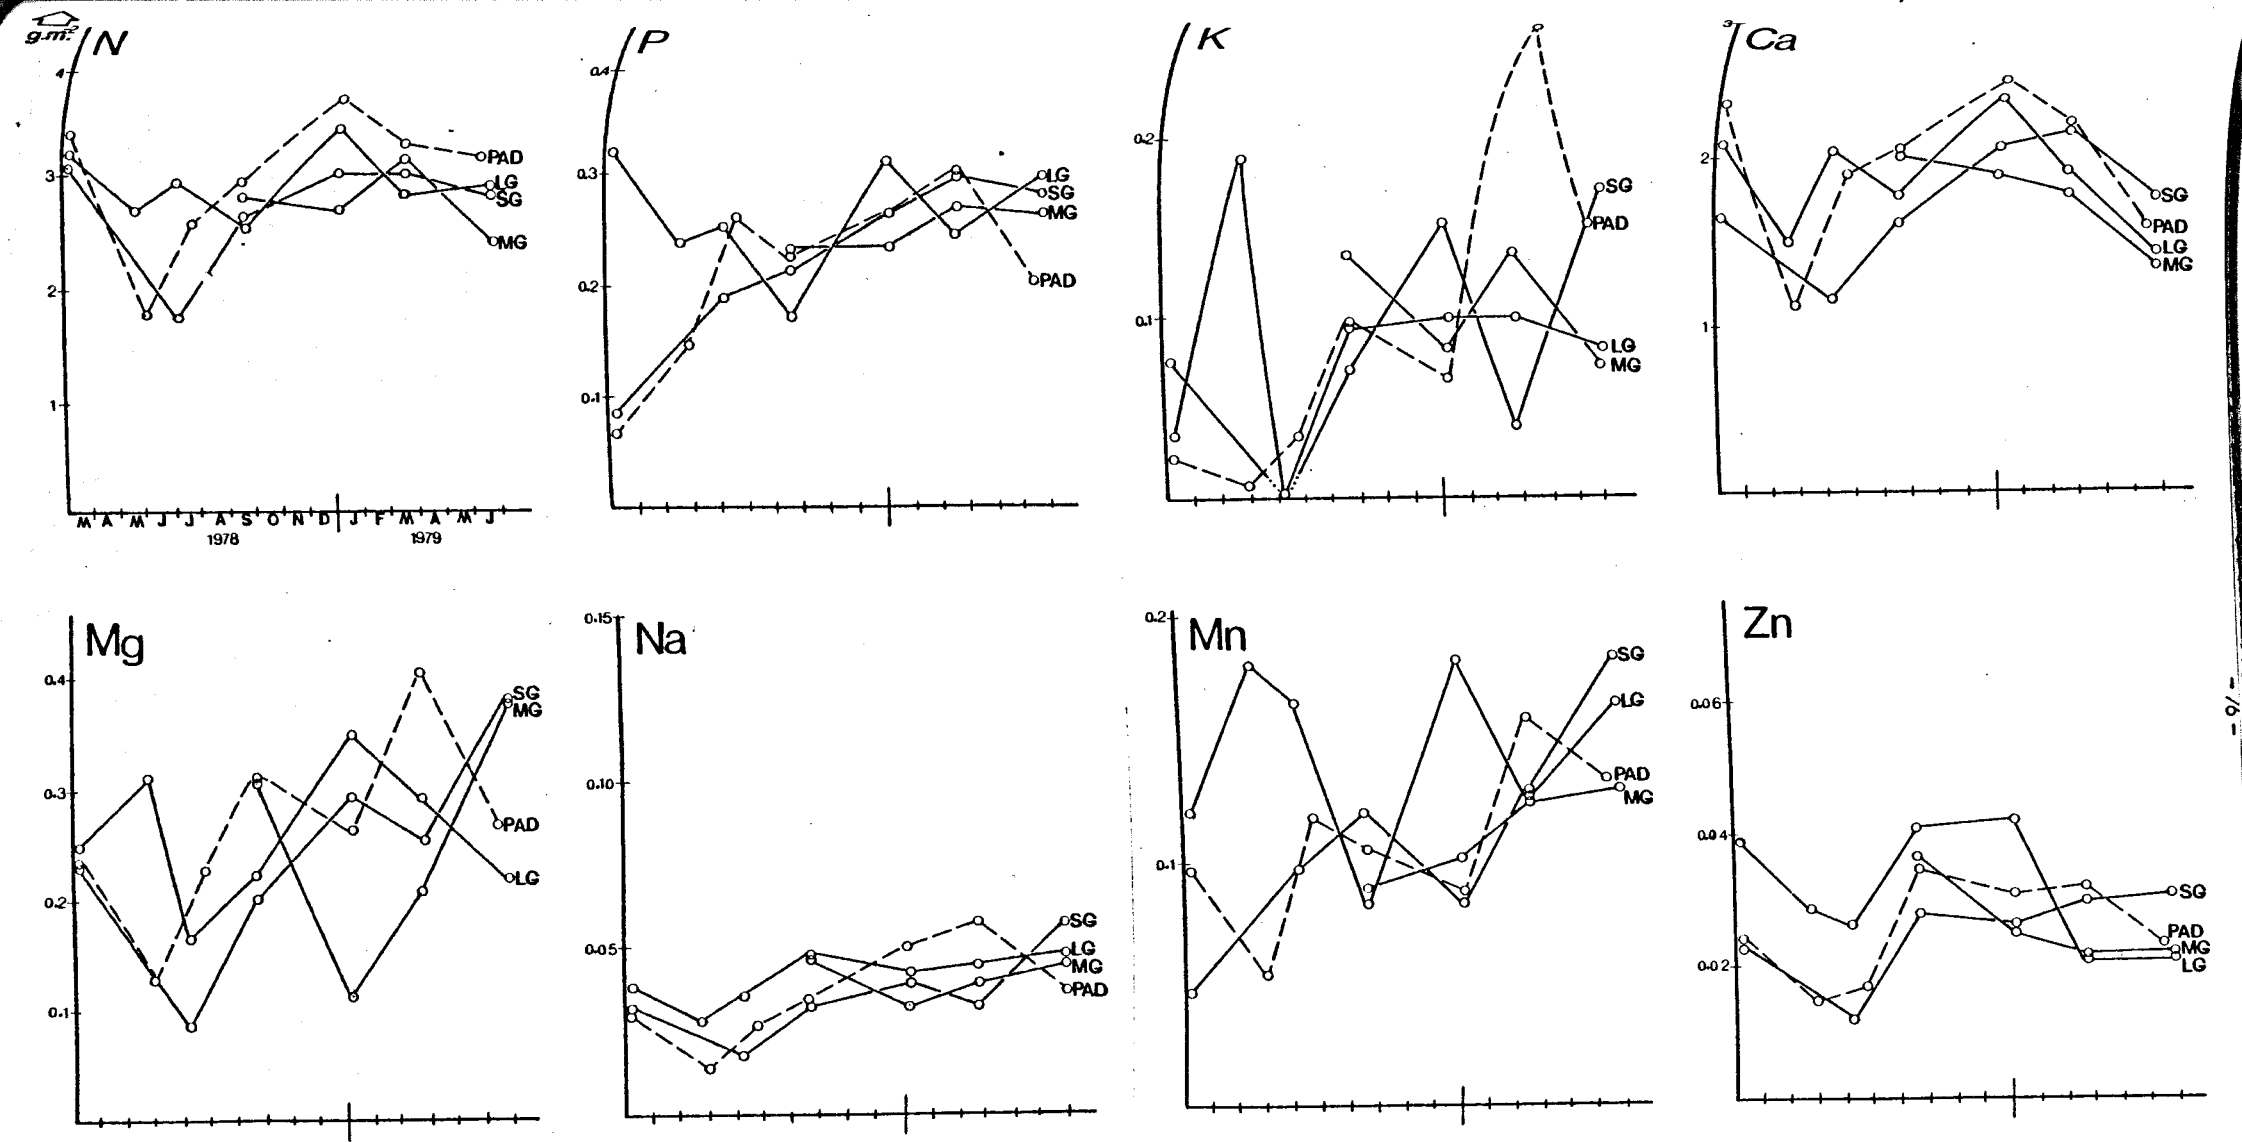 g.m.²
N
4
3
2
1
PAD
LG
SG
MG
M A M J J A S O N D J F M A M J
1978 1979
P
0.4
0.3
0.2
0.1
LG
SG
MG
PAD
K
0.2
0.1
SG
PAD
LG
MG
3
Ca
2
1
SG
PAD
LG
MG
Mg
0.4
0.3
0.2
0.1
SG
MG
PAD
LG
Na
0.15
0.10
0.05
SG
LG
MG
PAD
Mn
0.2
0.1
SG
LG
PAD
MG
Zn
0.06
0.04
0.02
SG
PAD
MG
LG